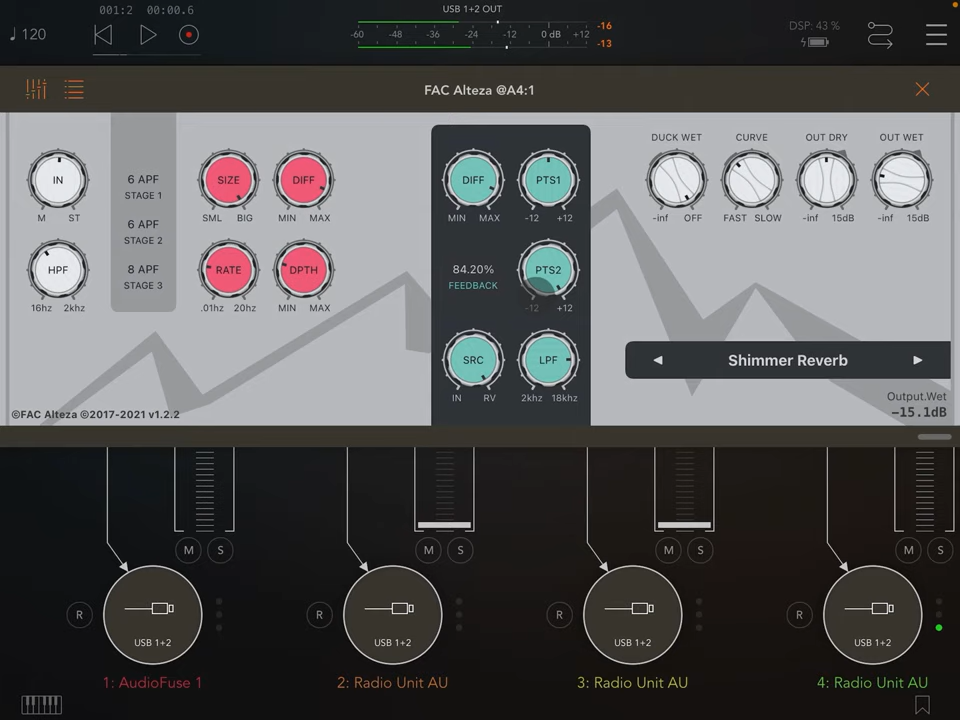 001:2 00:00.6
♩ 120
USB 1+2 OUT
-60 -48 -36 -24 -12 0 dB +12
-16
-13
DSP: 43 %
FAC Alteza @A4:1
IN
M ST
HPF
16hz 2khz
6 APF
STAGE 1
6 APF
STAGE 2
8 APF
STAGE 3
SIZE
SML BIG
DIFF
MIN MAX
RATE
.01hz 20hz
DPTH
MIN MAX
DIFF
MIN MAX
PTS1
-12 +12
84.20%
FEEDBACK
PTS2
-12 +12
SRC
IN RV
LPF
2khz 18khz
DUCK WET
-inf OFF
CURVE
FAST SLOW
OUT DRY
-inf 15dB
OUT WET
-inf 15dB
Shimmer Reverb
Output.Wet
-15.1dB
©FAC Alteza ©2017-2021 v1.2.2
M S
M S
M S
M S
R
USB 1+2
R
USB 1+2
R
USB 1+2
R
USB 1+2
1: AudioFuse 1
2: Radio Unit AU
3: Radio Unit AU
4: Radio Unit AU